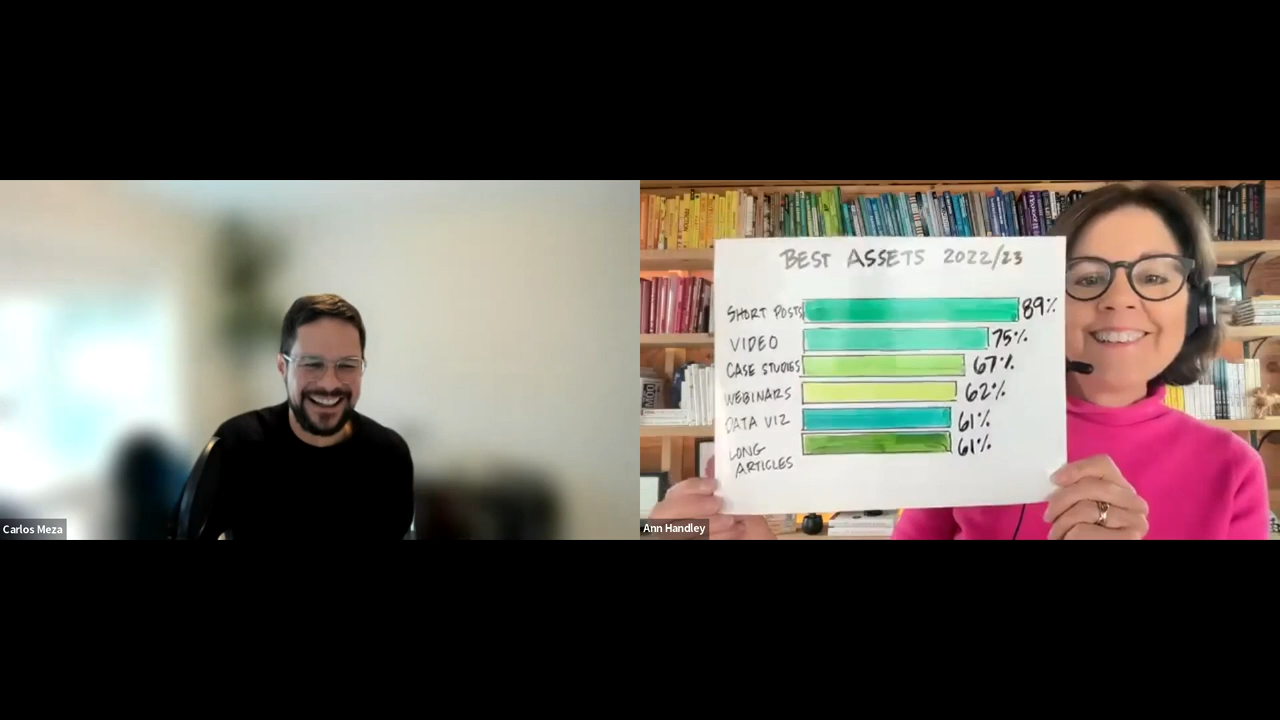 BEST ASSETS 2022/23
SHORT POSTS 89%
VIDEO 75%
CASE STUDIES 67%
WEBINARS 62%
DATA VIZ 61%
LONG ARTICLES 61%
Carlos Meza
Ann Handley